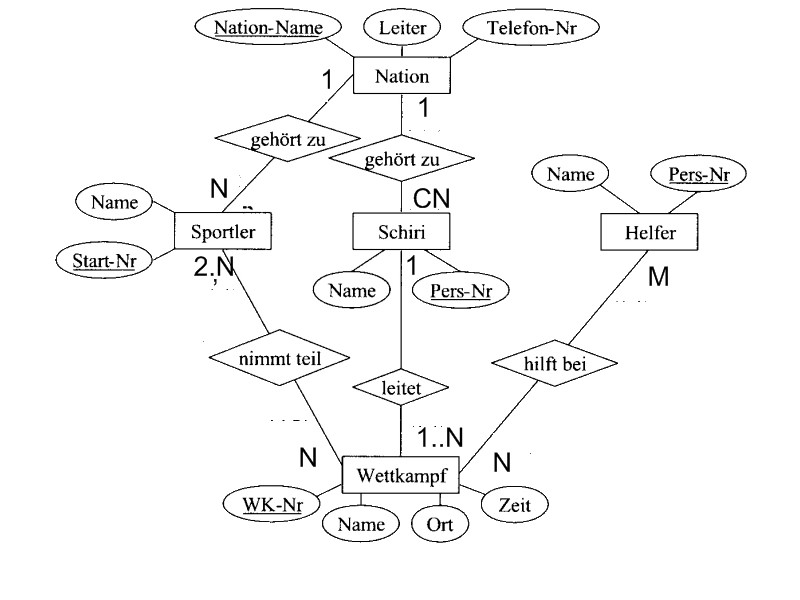 Nation-Name
Leiter
Telefon-Nr
Nation
1
1
gehört zu
gehört zu
Name
Pers-Nr
N
CN
Name
Sportler
Schiri
Helfer
Start-Nr
2,N
1
M
Name
Pers-Nr
nimmt teil
hilft bei
leitet
1..N
N
N
Wettkampf
WK-Nr
Zeit
Name
Ort